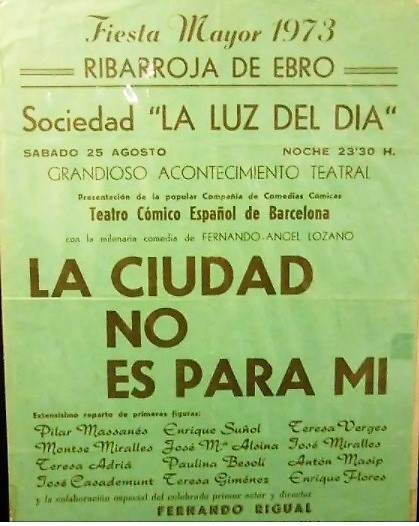 Fiesta Mayor 1973
RIBARROJA DE EBRO
Sociedad "LA LUZ DEL DIA"
SABADO 25 AGOSTO NOCHE 23'30 H.
GRANDIOSO ACONTECIMIENTO TEATRAL
Presentación de la popular Compañía de Comedias Cómicas
Teatro Cómico Español de Barcelona
con la milenaria comedia de FERNANDO-ANGEL LOZANO
LA CIUDAD
NO
ES PARA MI
Extensísimo reparto de primeras figuras:
Pilar Massanés Enrique Suñol Teresa Verges
Montse Miralles José Mª Alsina José Miralles
Teresa Adriá Paulina Besolí Antón Masip
José Casademunt Teresa Giménez Enrique Flores
y la colaboración especial del celebrado primer actor y director
FERNANDO RIGUAL